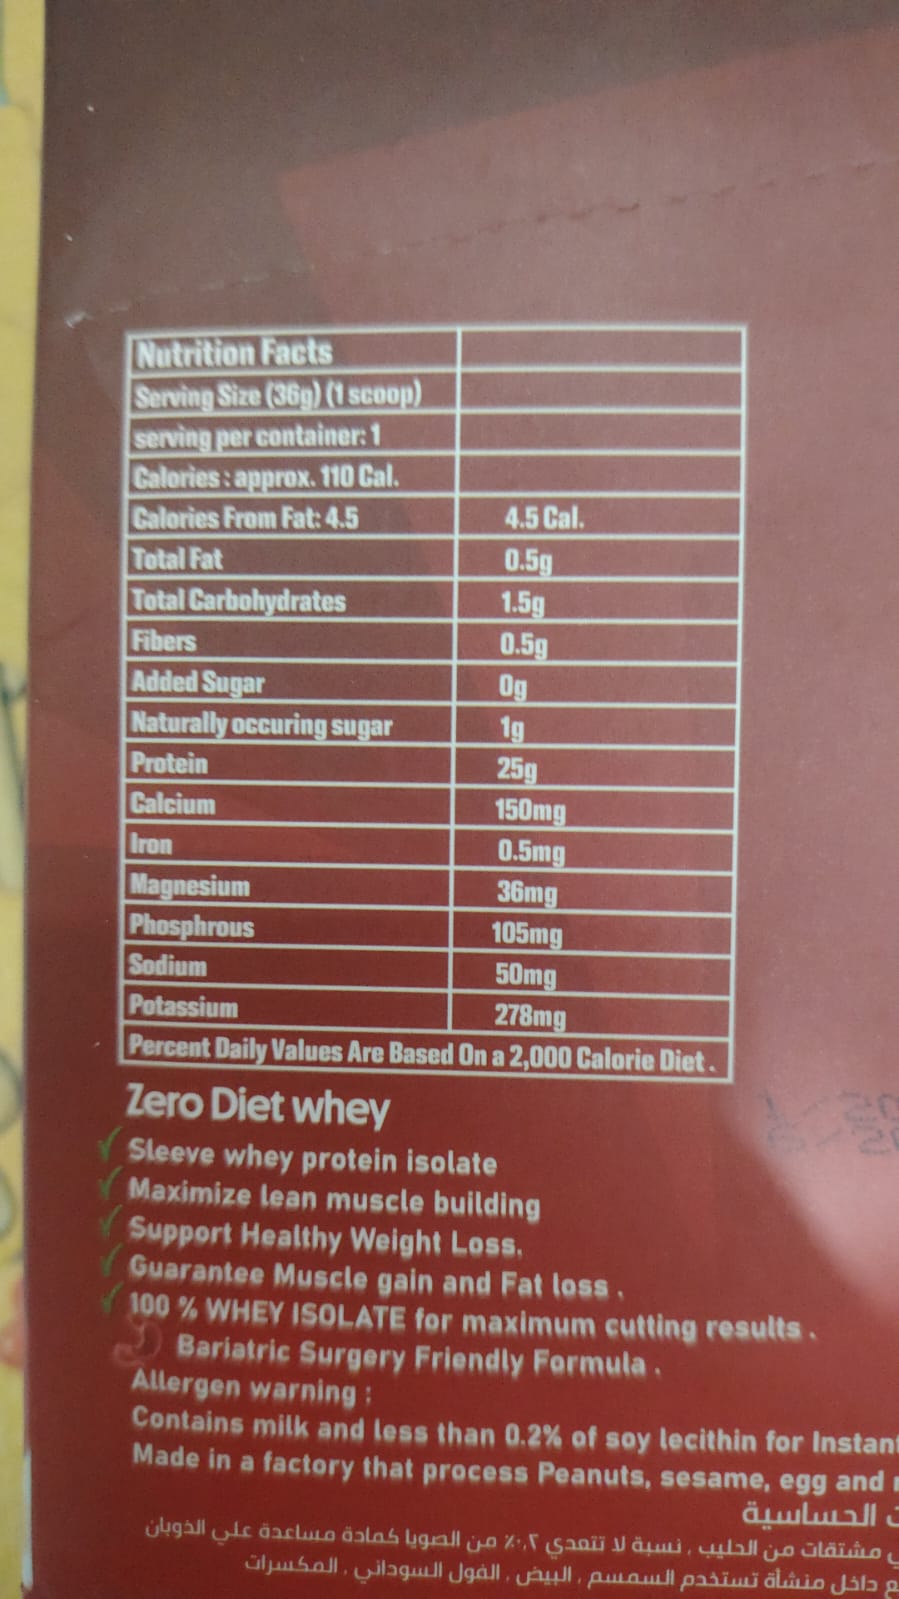 Nutrition Facts
Serving Size (36g) (1 scoop)
serving per container: 1
Calories : approx. 110 Cal.
Calories From Fat: 4.5 4.5 Cal.
Total Fat 0.5g
Total Carbohydrates 1.5g
Fibers 0.5g
Added Sugar 0g
Naturally occuring sugar 1g
Protein 25g
Calcium 150mg
Iron 0.5mg
Magnesium 36mg
Phosphrous 105mg
Sodium 50mg
Potassium 278mg
Percent Daily Values Are Based On a 2,000 Calorie Diet .
Zero Diet whey
Sleeve whey protein isolate
Maximize lean muscle building
Support Healthy Weight Loss.
Guarantee Muscle gain and Fat loss .
100 % WHEY ISOLATE for maximum cutting results .
Bariatric Surgery Friendly Formula .
Allergen warning :
Contains milk and less than 0.2% of soy lecithin for Instant
Made in a factory that process Peanuts, sesame, egg and
الحساسية
مشتقات من الحليب , نسبة لا تتعدي ٠,٢٪ من الصويا كمادة مساعدة علي الذوبان
داخل منشأة تستخدم السمسم , البيض , الفول السوداني , المكسرات